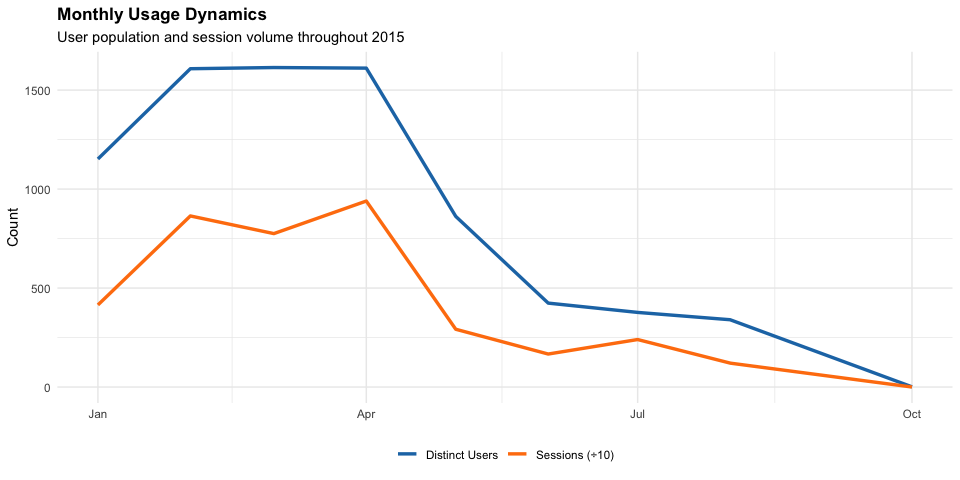 Monthly Usage Dynamics
User population and session volume throughout 2015
Count
1500
1000
500
0
Jan Apr Jul Oct
Distinct Users Sessions (÷10)